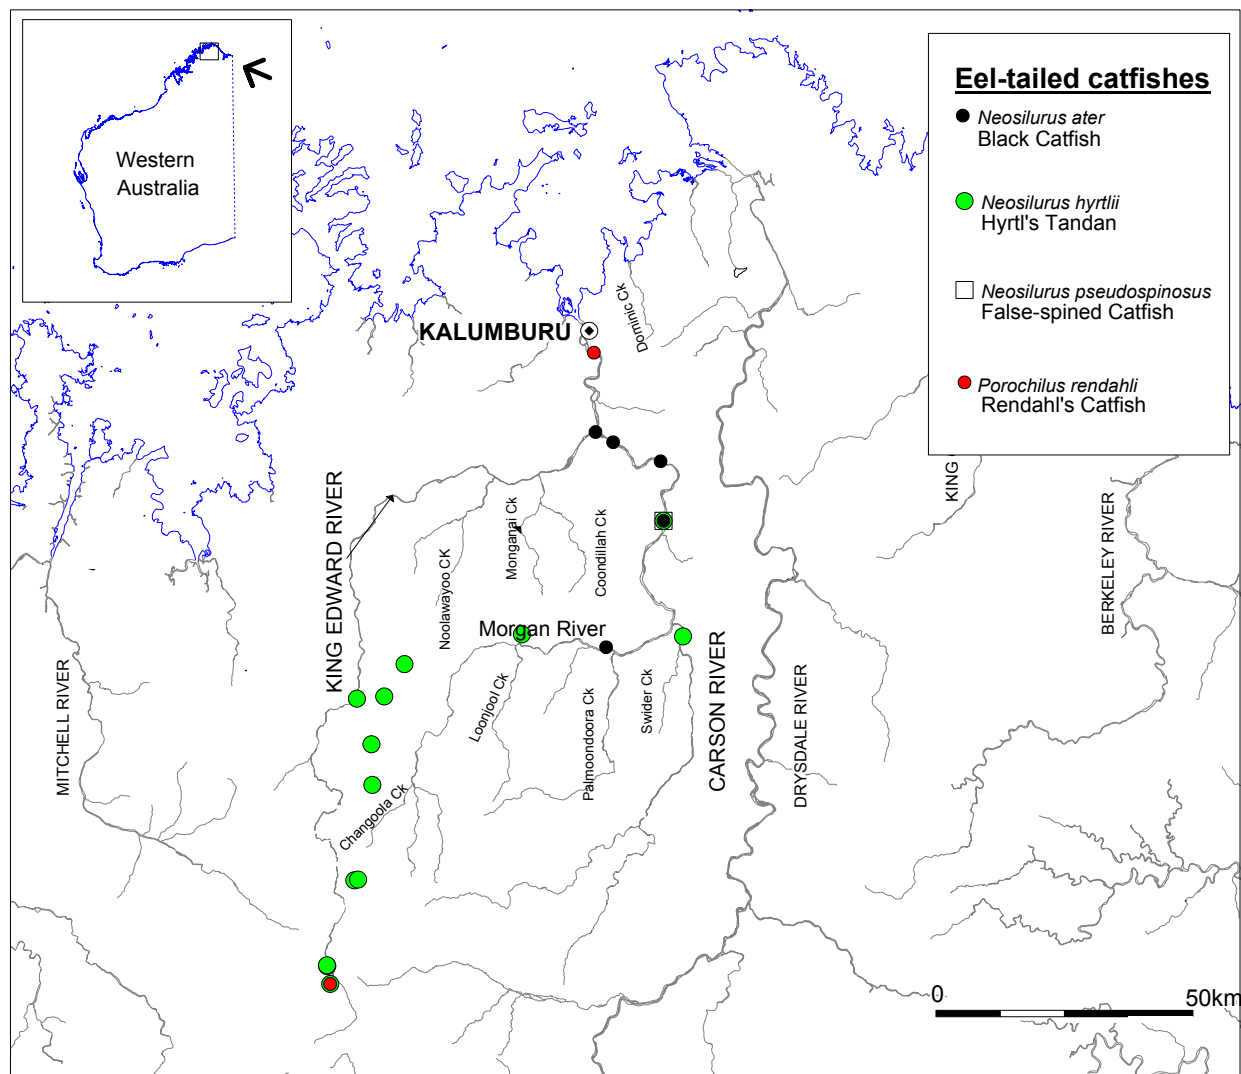 Western
Australia
Eel-tailed catfishes
Neosilurus ater
Black Catfish
Neosilurus hyrtlii
Hyrtl's Tandan
Neosilurus pseudospinosus
False-spined Catfish
Porochilus rendahli
Rendahl's Catfish
KALUMBURU
Dominic Ck
KING
KING EDWARD RIVER
Noolawayoo CK
Monganai Ck
Coondillah Ck
BERKELEY RIVER
Morgan River
MITCHELL RIVER
Loonjool Ck
Palmoondoora Ck
Swider Ck
CARSON RIVER
DRYSDALE RIVER
Changoola Ck
0
50km